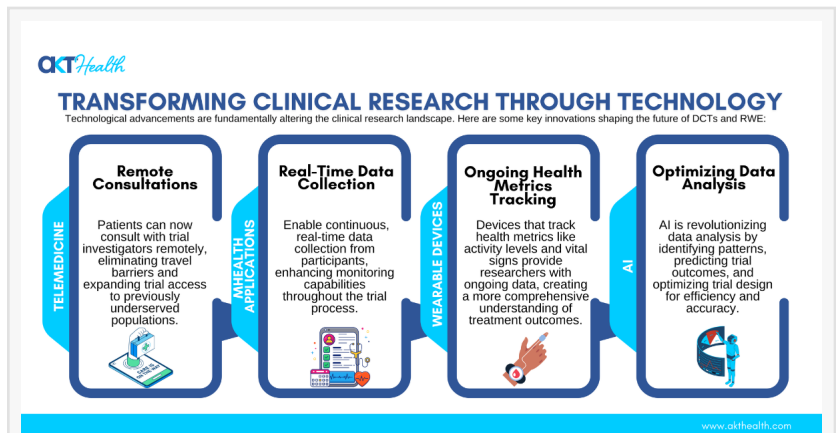 AKTHealth
TRANSFORMING CLINICAL RESEARCH THROUGH TECHNOLOGY
Technological advancements are fundamentally altering the clinical research landscape. Here are some key innovations shaping the future of DCTs and RWE:
TELEMEDICINE
Remote
Consultations
Patients can now
consult with trial
investigators remotely,
eliminating travel
barriers and
expanding trial access
to previously
underserved
populations.
CARE IS
ON THE WAY
MHEALTH
APPLICATIONS
Real-Time Data
Collection
Enable continuous,
real-time data
collection from
participants,
enhancing monitoring
capabilities
throughout the trial
process.
WEARABLE DEVICES
Ongoing Health
Metrics
Tracking
Devices that track
health metrics like
activity levels and vital
signs provide
researchers with
ongoing data, creating
a more comprehensive
understanding of
treatment outcomes.
AI
Optimizing Data
Analysis
AI is revolutionizing
data analysis by
identifying patterns,
predicting trial
outcomes, and
optimizing trial design
for efficiency and
accuracy.
www.akthealth.com